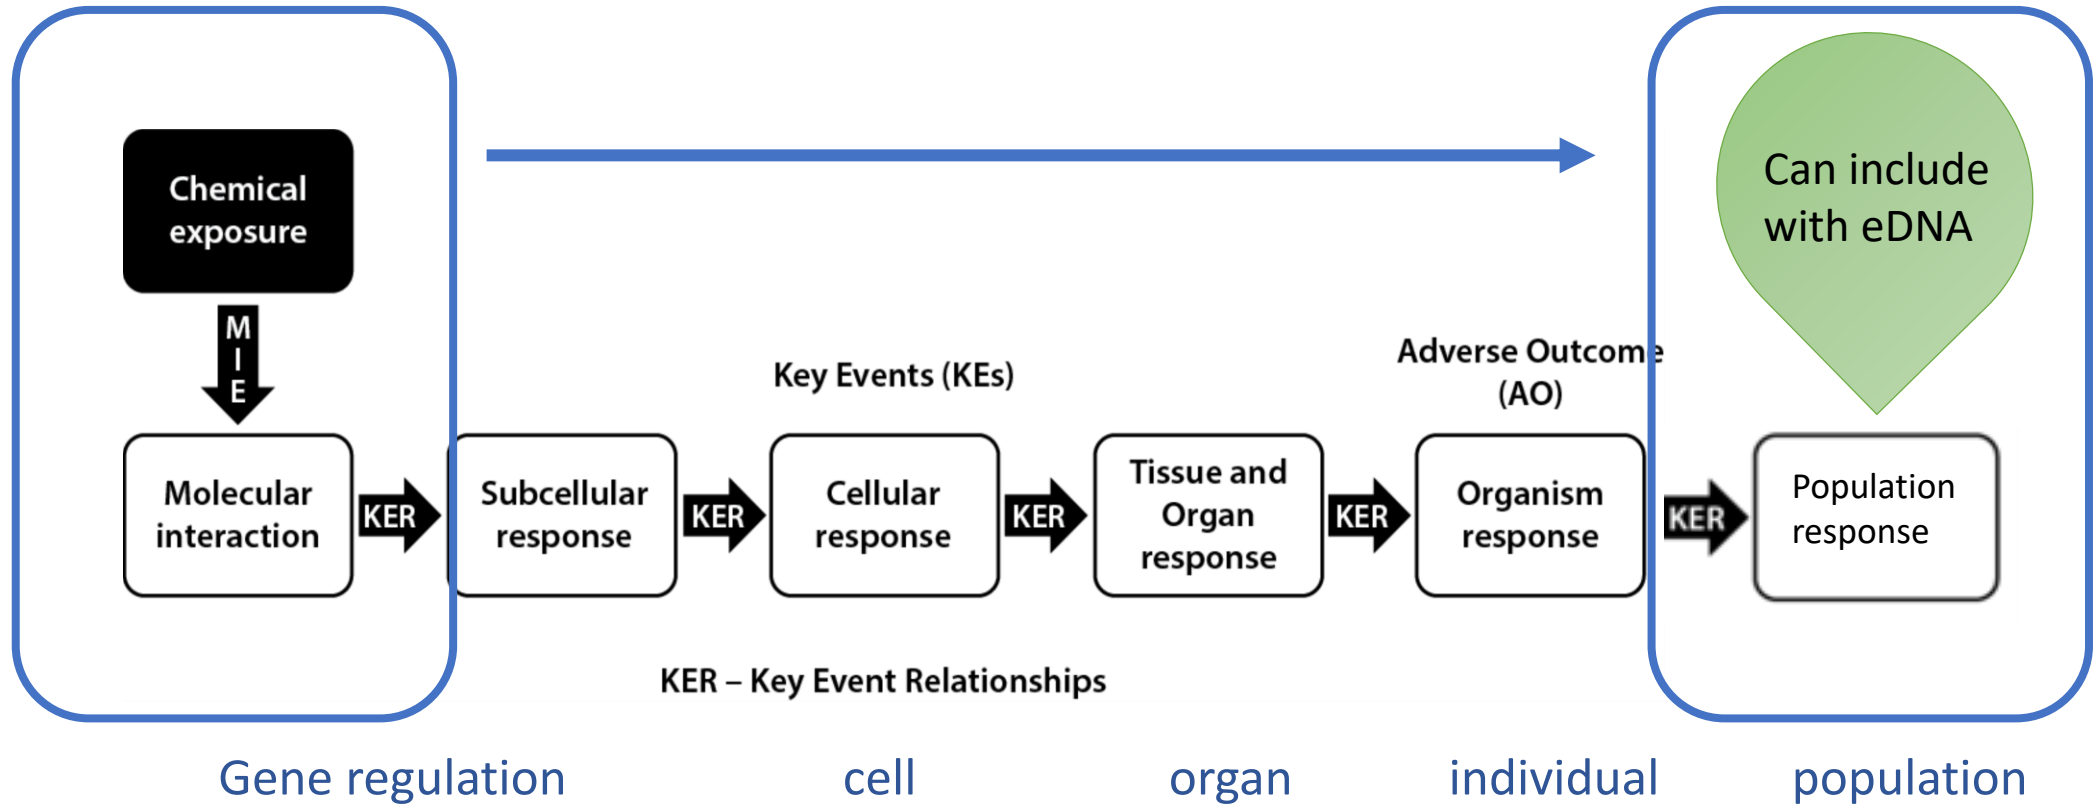 Chemical
exposure
M
I
E
Can include
with eDNA
Key Events (KEs)
Adverse Outcome
(AO)
Molecular
interaction
KER
Subcellular
response
KER
Cellular
response
KER
Tissue and
Organ
response
KER
Organism
response
KER
Population
response
KER – Key Event Relationships
Gene regulation
cell
organ
individual
population